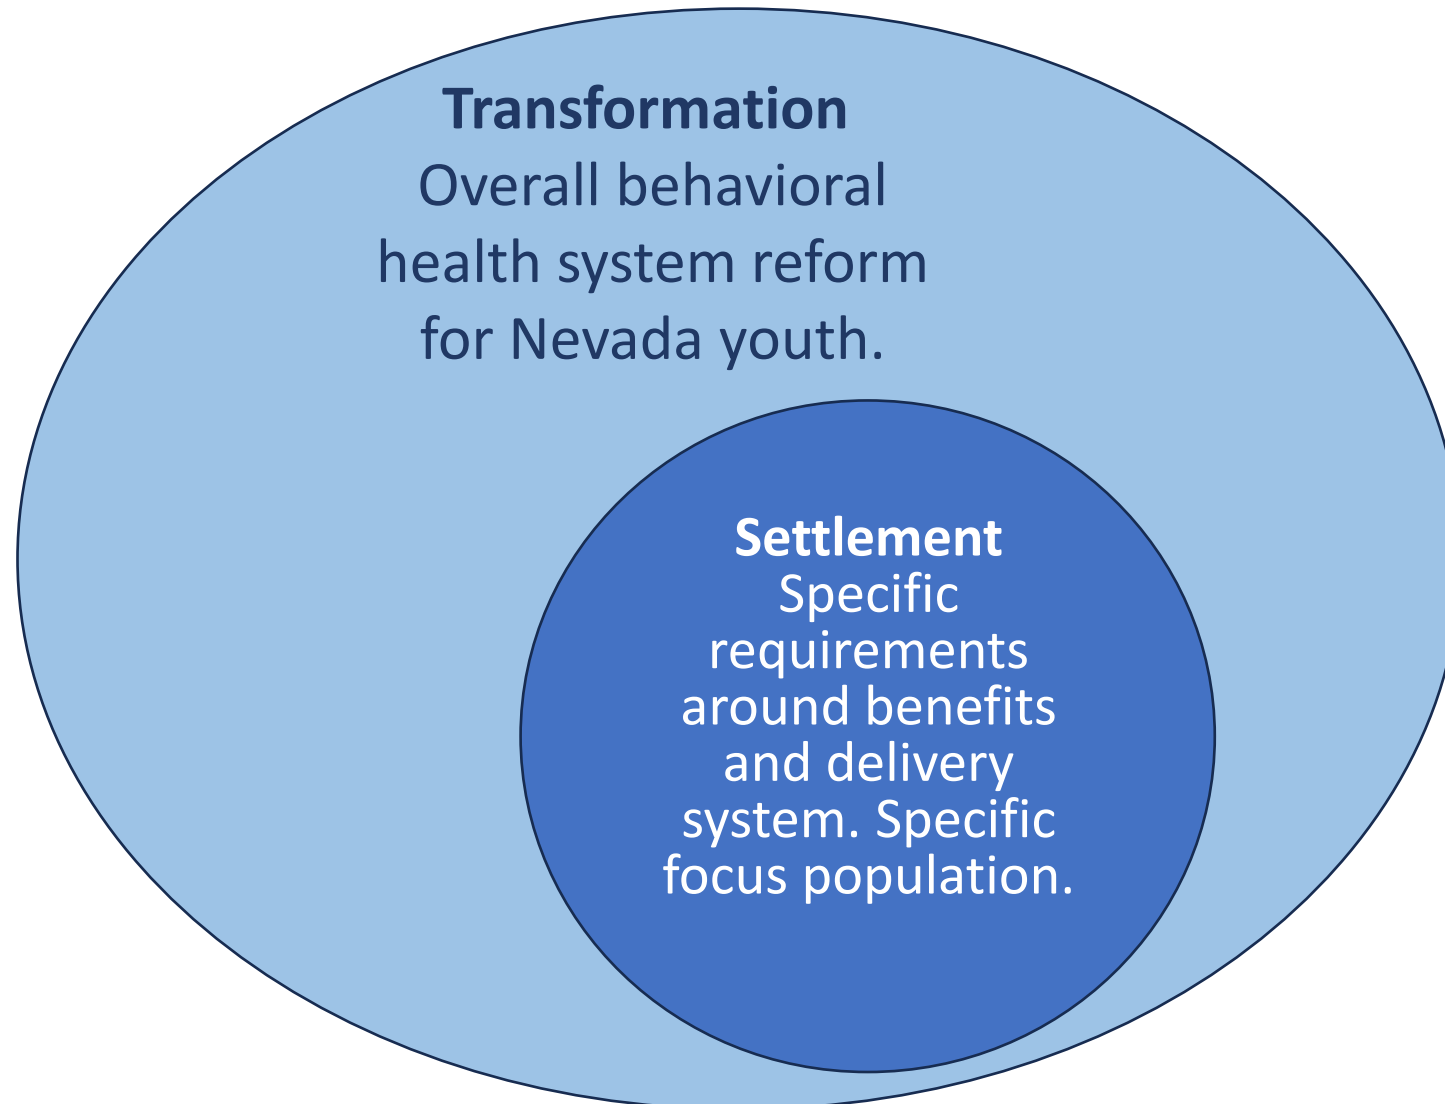 Transformation
Overall behavioral
health system reform
for Nevada youth.
Settlement
Specific
requirements
around benefits
and delivery
system. Specific
focus population.